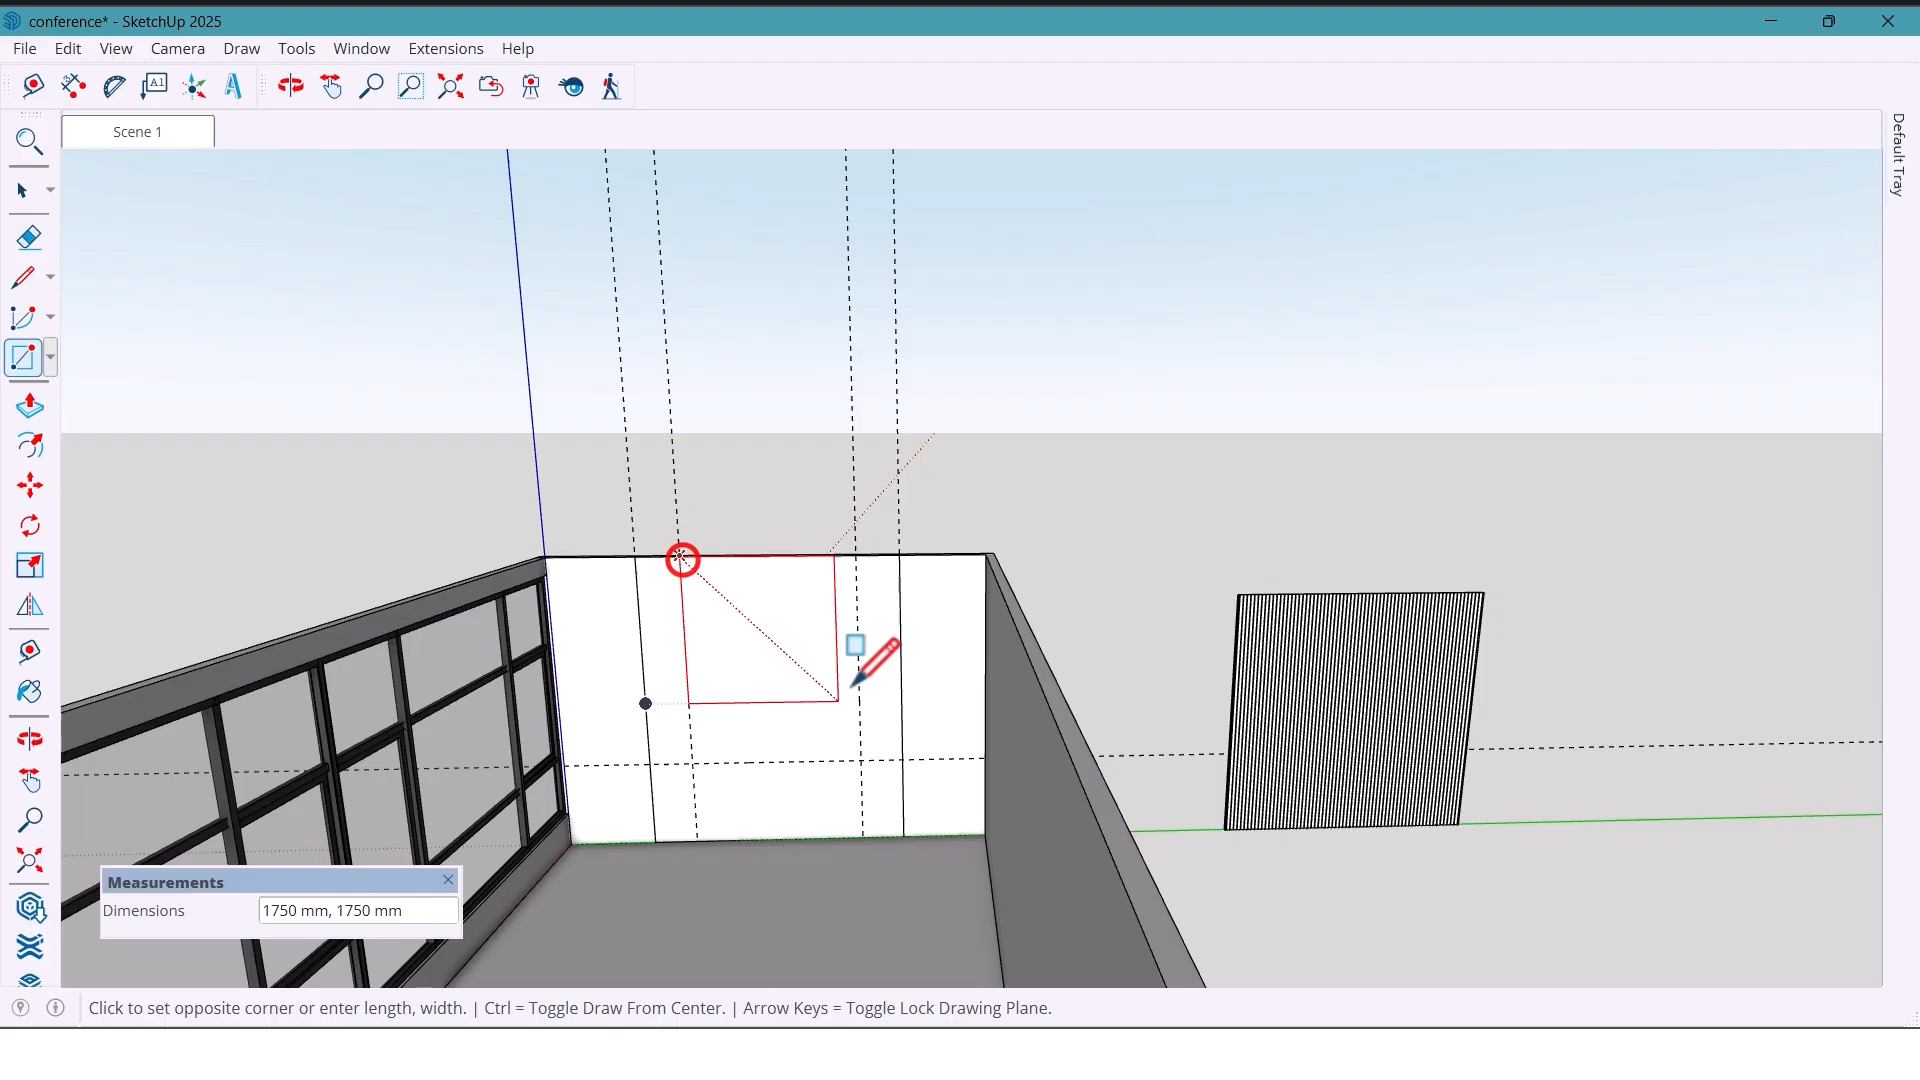 conference* - SketchUp 2025
File Edit View Camera Draw Tools Window Extensions Help
A1
Scene 1
Default Tray
Measurements
Dimensions 1750 mm, 1750 mm
Click to set opposite corner or enter length, width. | Ctrl = Toggle Draw From Center. | Arrow Keys = Toggle Lock Drawing Plane.